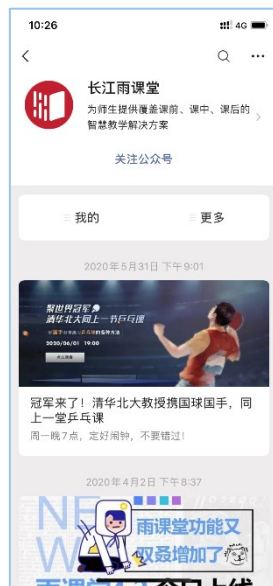 10:26
4G
长江雨课堂
为师生提供覆盖课前、课中、课后的
智慧教学解决方案
关注公众号
我的
更多
2020年5月31日 下午9:01
聚世界冠军
清华北大同上一节乒乓课
2020/06/01 19:00
冠军来了！清华北大教授携国球国手，同
上一堂乒乓课
周一晚7点，定好闹钟，不要错过！
2020年4月2日 下午8:37
NE
W
雨课堂功能又
双叒增加了